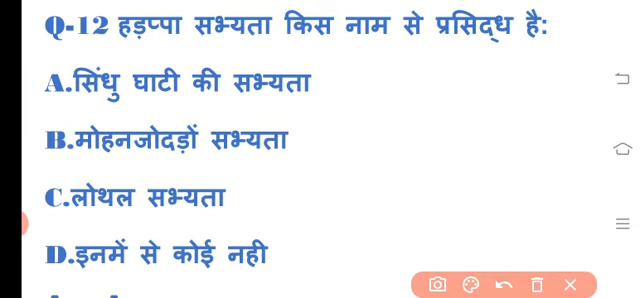 Q-12 हड़प्पा सभ्यता किस नाम से प्रसिद्ध है:
A.सिंधु घाटी की सभ्यता
B.मोहनजोदड़ों सभ्यता
C.लोथल सभ्यता
D.इनमें से कोई नही